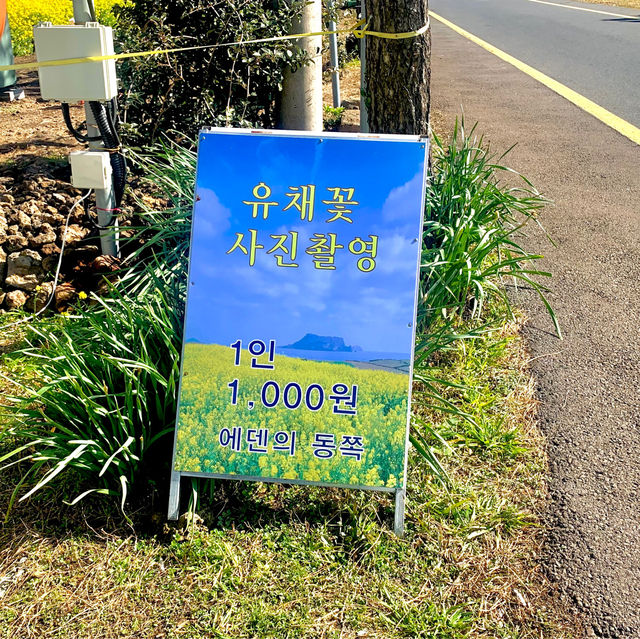 유채꽃
사진촬영
1인
1,000원
에덴의 동쪽